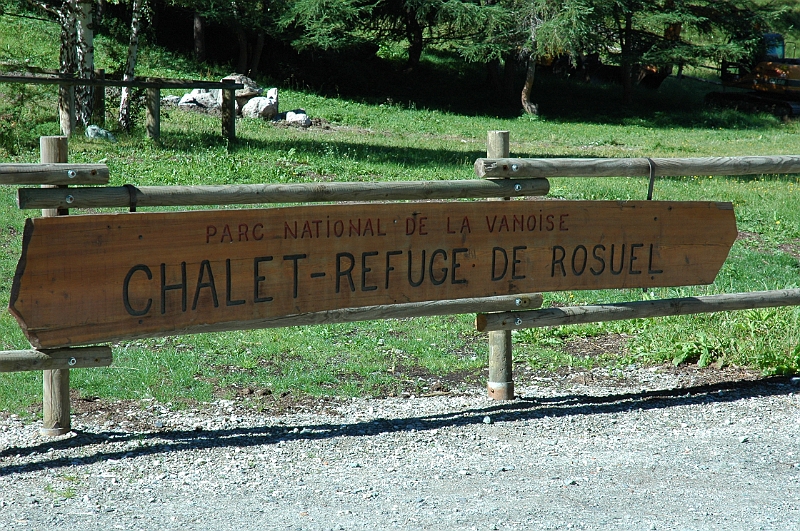 PARC NATIONAL DE LA VANOISE
CHALET-REFUGE DE ROSUEL